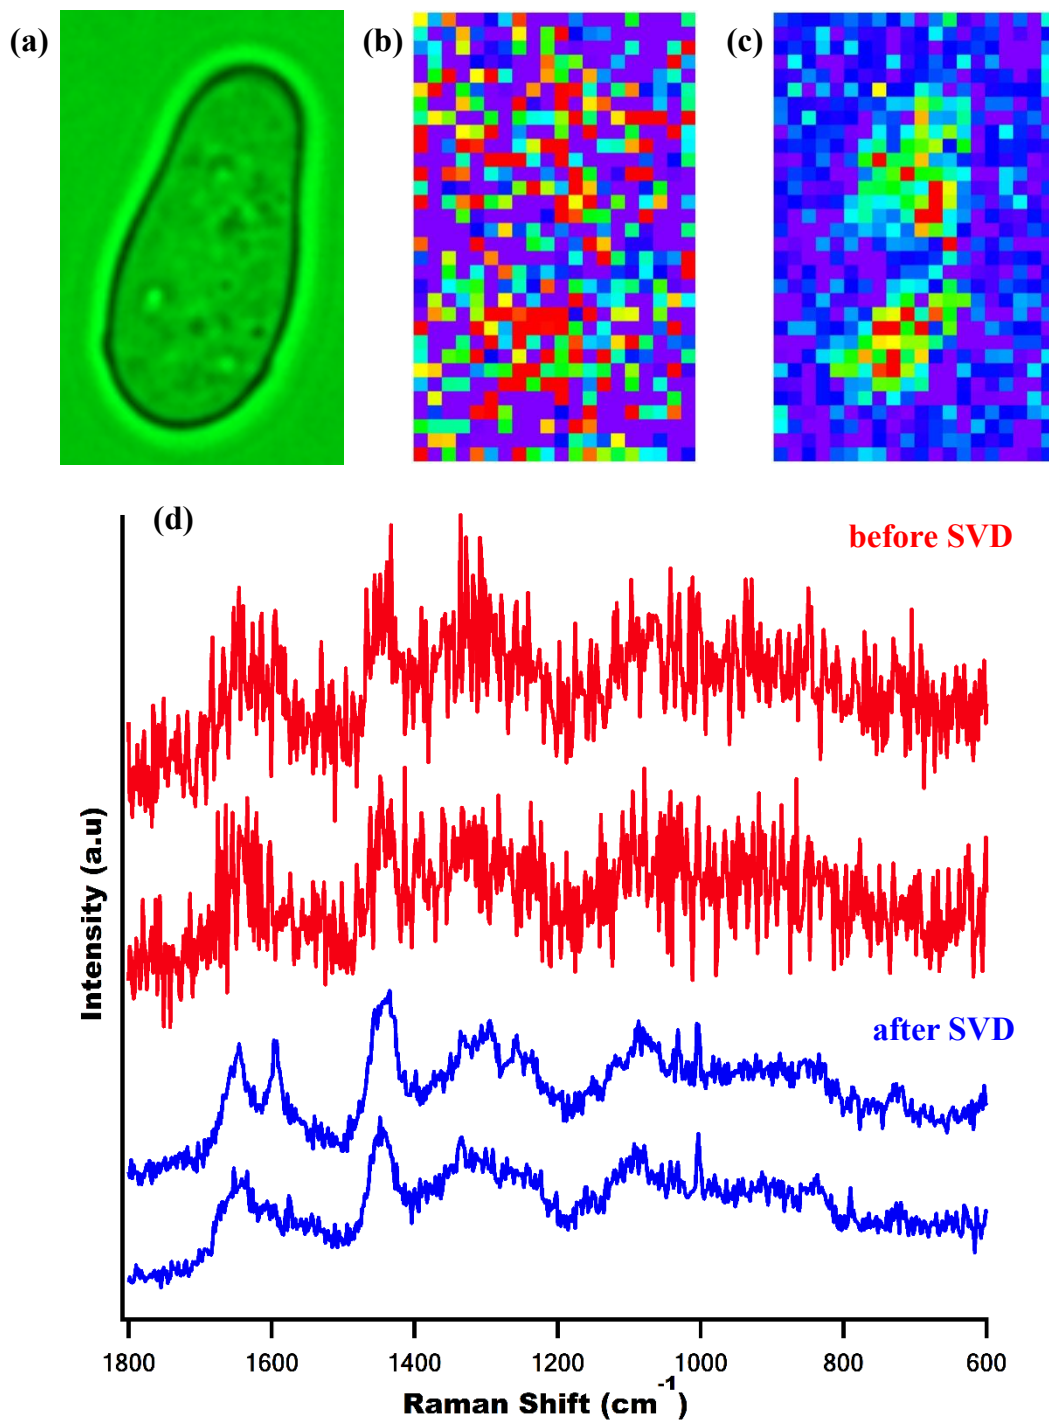 (a)
(b)
(c)
(d)
before SVD
after SVD
Intensity (a.u)
1800 1600 1400 1200 1000 800 600
Raman Shift (cm⁻¹)